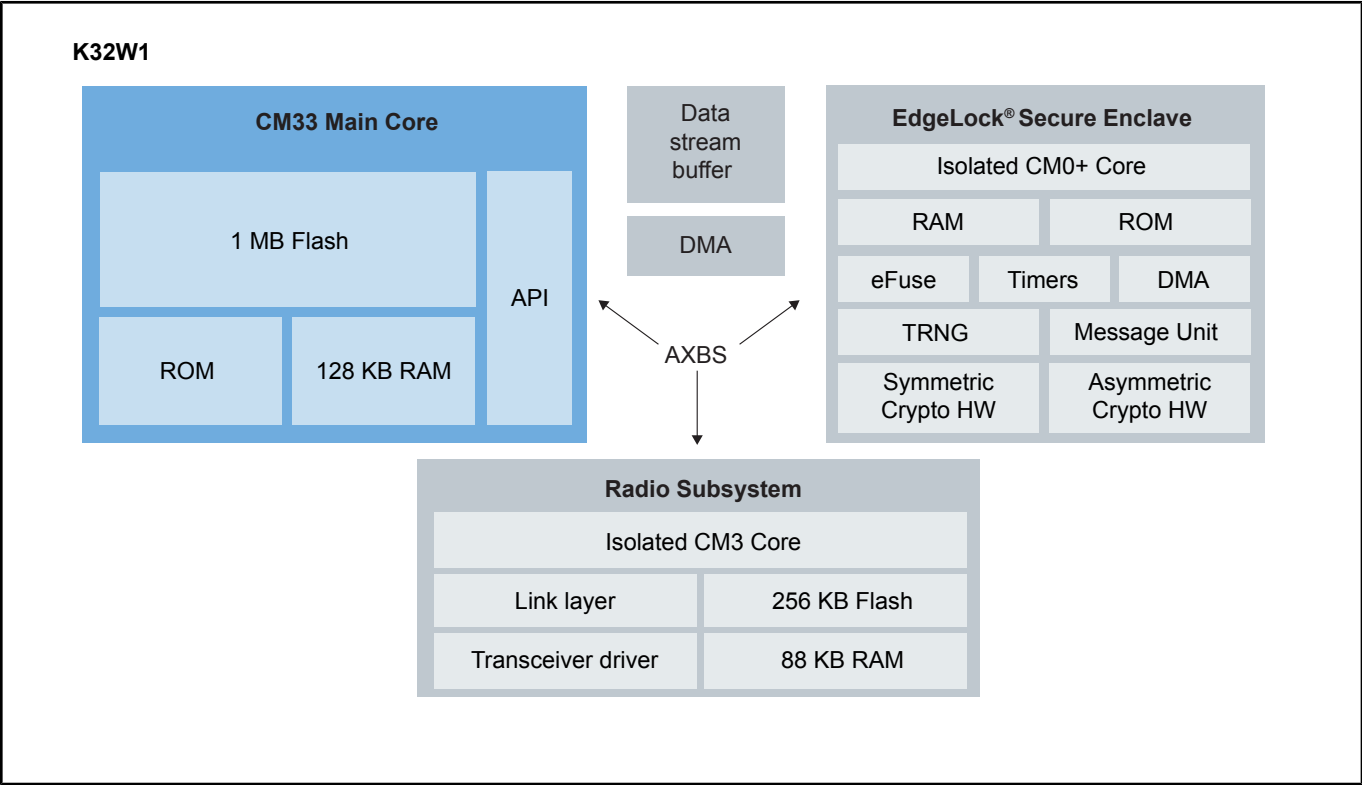 K32W1
CM33 Main Core
1 MB Flash
API
ROM
128 KB RAM
Data
stream
buffer
DMA
AXBS
EdgeLock® Secure Enclave
Isolated CM0+ Core
RAM
ROM
eFuse
Timers
DMA
TRNG
Message Unit
Symmetric
Crypto HW
Asymmetric
Crypto HW
Radio Subsystem
Isolated CM3 Core
Link layer
256 KB Flash
Transceiver driver
88 KB RAM